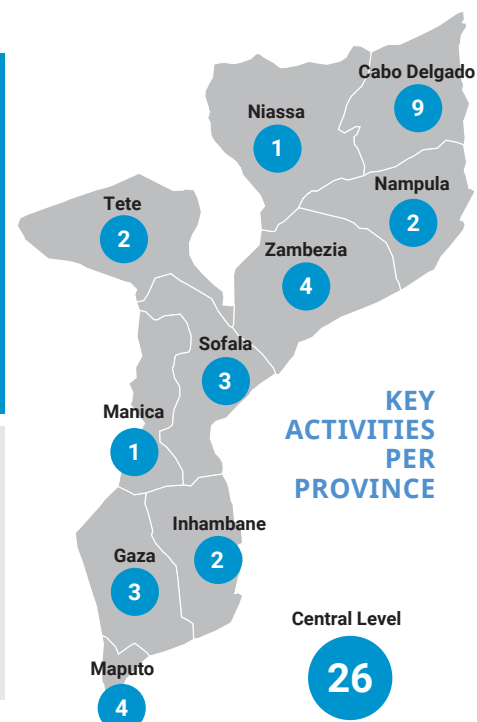 Cabo Delgado
9
Niassa
1
Nampula
2
Tete
2
Zambezia
4
Sofala
3
KEY
ACTIVITIES
PER
PROVINCE
Manica
1
Inhambane
2
Gaza
3
Central Level
26
Maputo
4